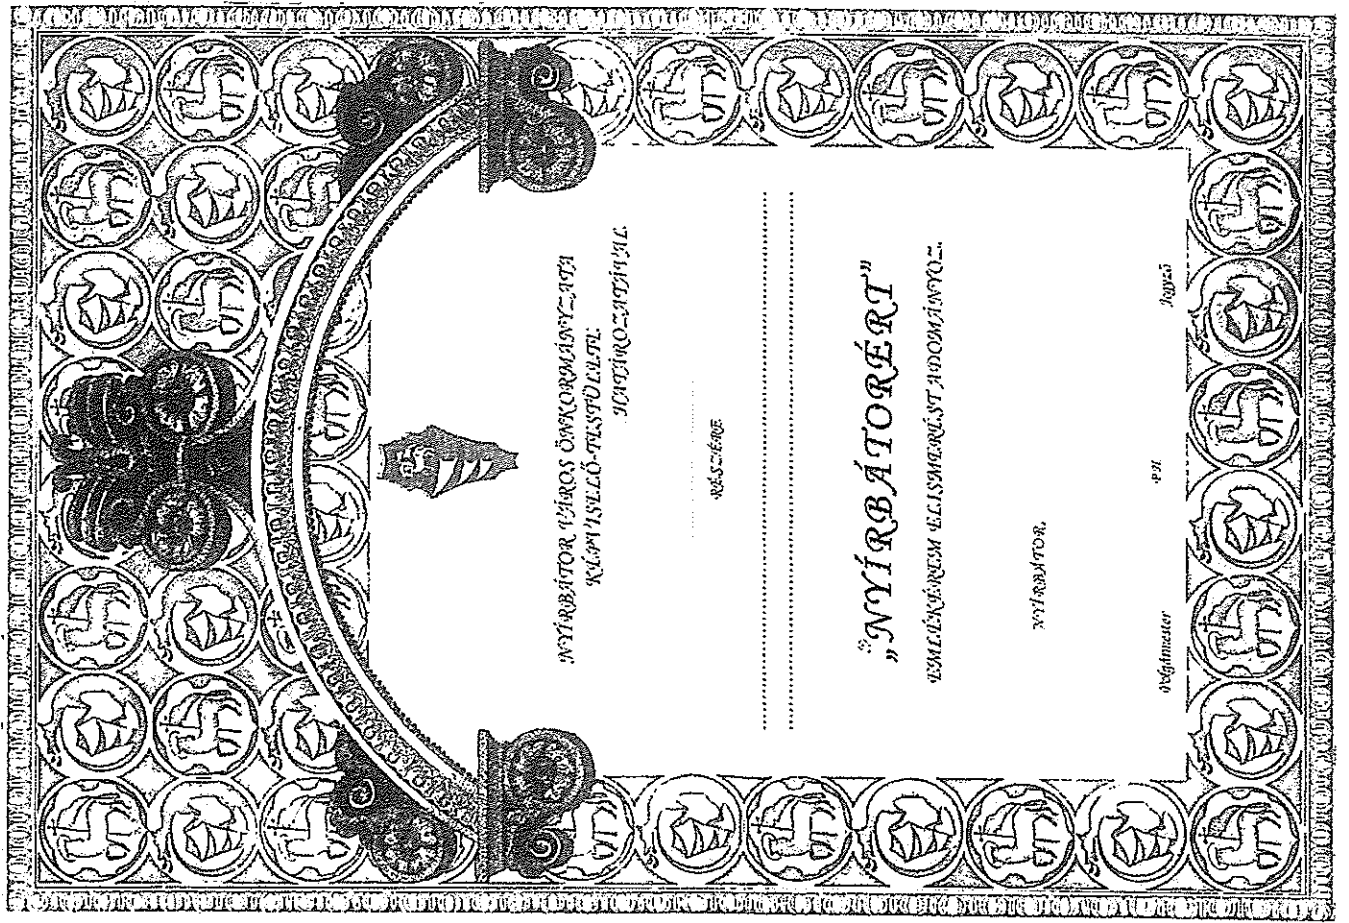 NYÍRBÁTOR VÁROS ÖNKORMÁNYZATA
KÉPVISELŐ-TESTÜLETE
HATÁROZATÁVAL
RÉSZÉRE
„NYÍRBÁTORÉRT”
EMLÉKÉREM ELISMERÉST ADOMÁNYOZ.
NYÍRBÁTOR,
Polgármester P.H. Jegyző